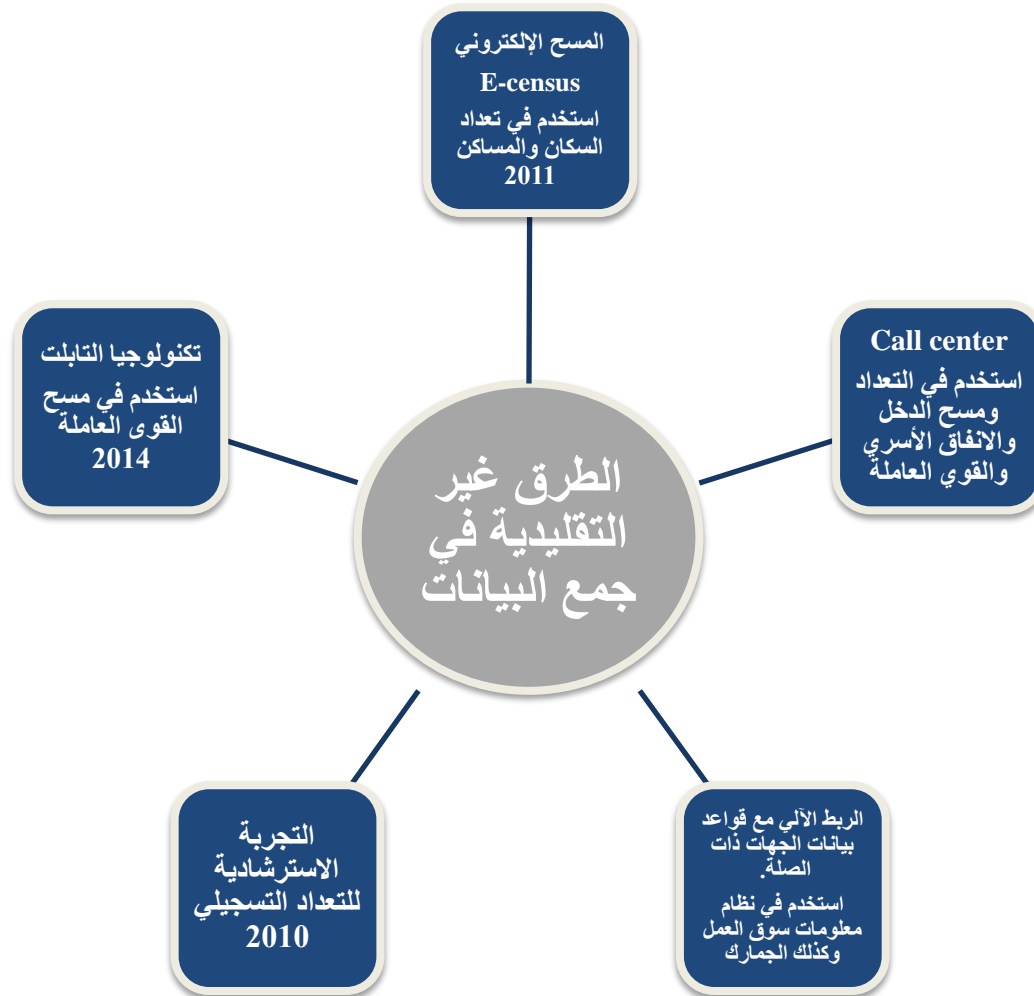 المسح الإلكتروني
E-census
استخدم في تعداد
السكان والمساكن
2011
Call center
استخدم في التعداد
ومسح الدخل
والانفاق الأسري
والقوي العاملة
تكنولوجيا التابلت
استخدم في مسح
القوى العاملة
2014
الطرق غير
التقليدية في
جمع البيانات
الربط الآلي مع قواعد
بيانات الجهات ذات
الصلة.
استخدم في نظام
معلومات سوق العمل
وكذلك الجمارك
التجربة
الاسترشادية
للتعداد التسجيلي
2010